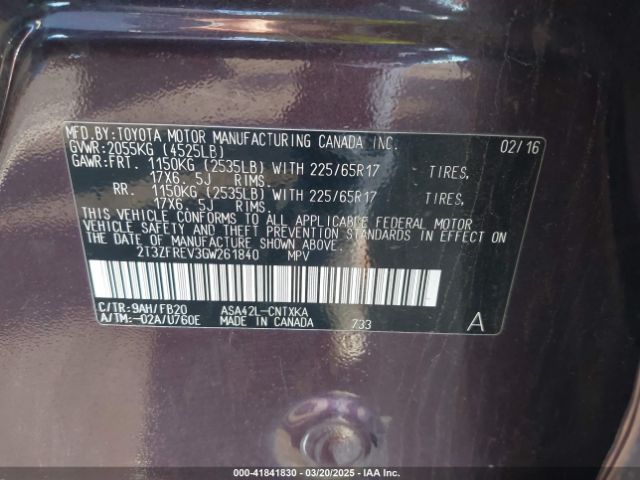 MFD.BY:TOYOTA MOTOR MANUFACTURING CANADA INC. 02/16
GVWR:2055KG (4525LB)
GAWR:FRT. 1150KG (2535LB) WITH 225/65R17 TIRES,
17X6.5J RIMS,
RR. 1150KG (2535LB) WITH 225/65R17 TIRES,
17X6.5J RIMS,
THIS VEHICLE CONFORMS TO ALL APPLICABLE FEDERAL MOTOR
VEHICLE SAFETY AND THEFT PREVENTION STANDARDS IN EFFECT
ON THE DATE OF MANUFACTURE SHOWN ABOVE.
2T3ZFREV3GW261840 MPV
C/TR:9AH/FB20 ASA42L-CNTXKA
A/TM:-02A/U760E MADE IN CANADA 733 A
000-41841830 - 03/20/2025 - IAA Inc.